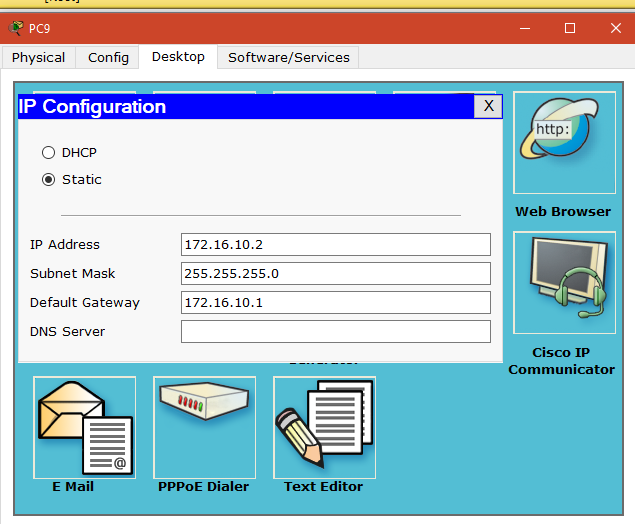 PC9
Physical Config Desktop Software/Services
IP Configuration X
DHCP
Static
IP Address 172.16.10.2
Subnet Mask 255.255.255.0
Default Gateway 172.16.10.1
DNS Server
http:
Web Browser
Cisco IP
Communicator
@
E Mail PPPoE Dialer Text Editor